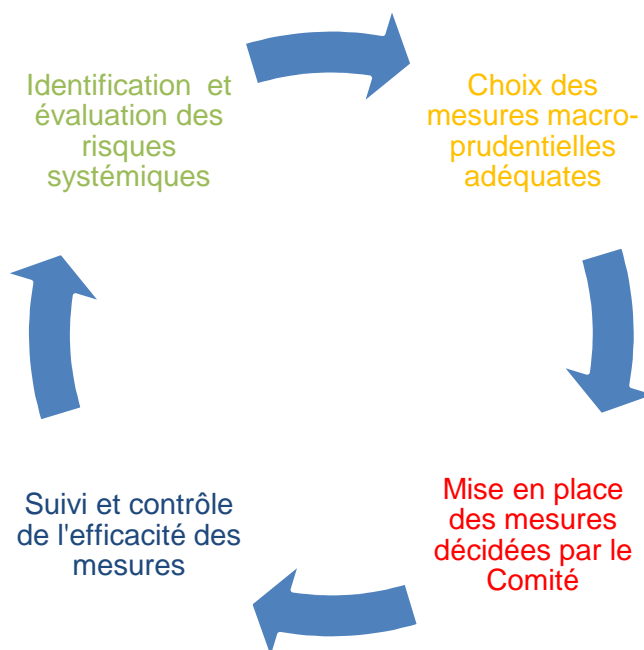 Identification et
évaluation des
risques
systémiques
Choix des
mesures macro-
prudentielles
adéquates
Mise en place
des mesures
décidées par le
Comité
Suivi et contrôle
de l'efficacité des
mesures